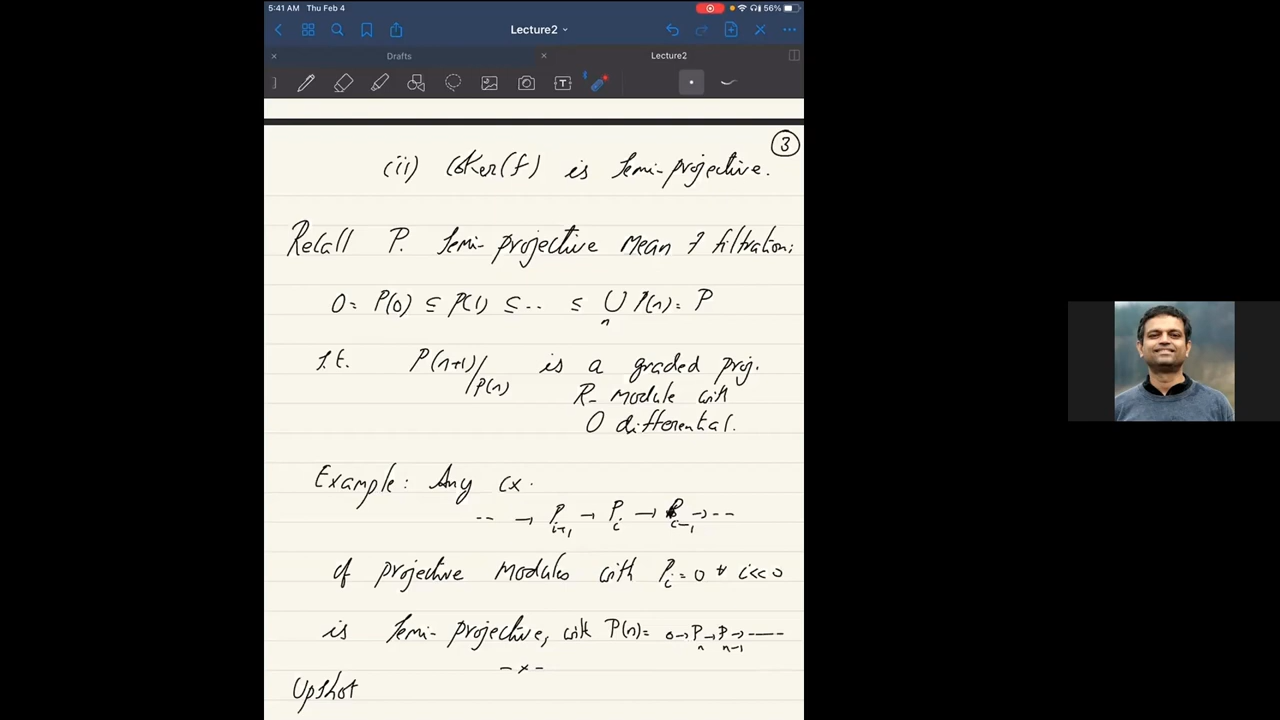 5:41 AM Thu Feb 4
56%
Lecture2
Drafts
Lecture2
3
(ii) Coker(f) is semi-projective.
Recall P. semi-projective mean ∃ filtration:
0 = P(0) ⊆ P(1) ⊆ -- ⊆ ⋃_n P(n) = P
s.t. P(n+1)/P(n) is a graded proj.
R- module with
0 differential.
Example: Any cx.
-- → P_{i+1} → P_i → P_{i-1} → --
of projective modules with P_i = 0 ∀ i<<0
is semi-projective, with P(n) = 0 → P_n → P_{n-1} → ---
- x -
Upshot